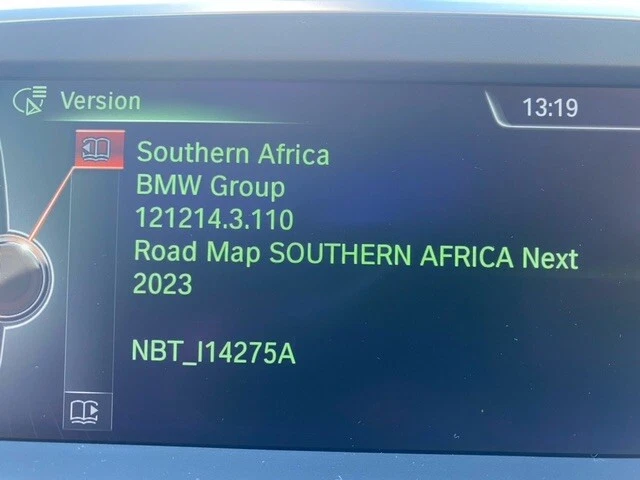 Version
13:19
Southern Africa
BMW Group
121214.3.110
Road Map SOUTHERN AFRICA Next
2023
NBT_I14275A